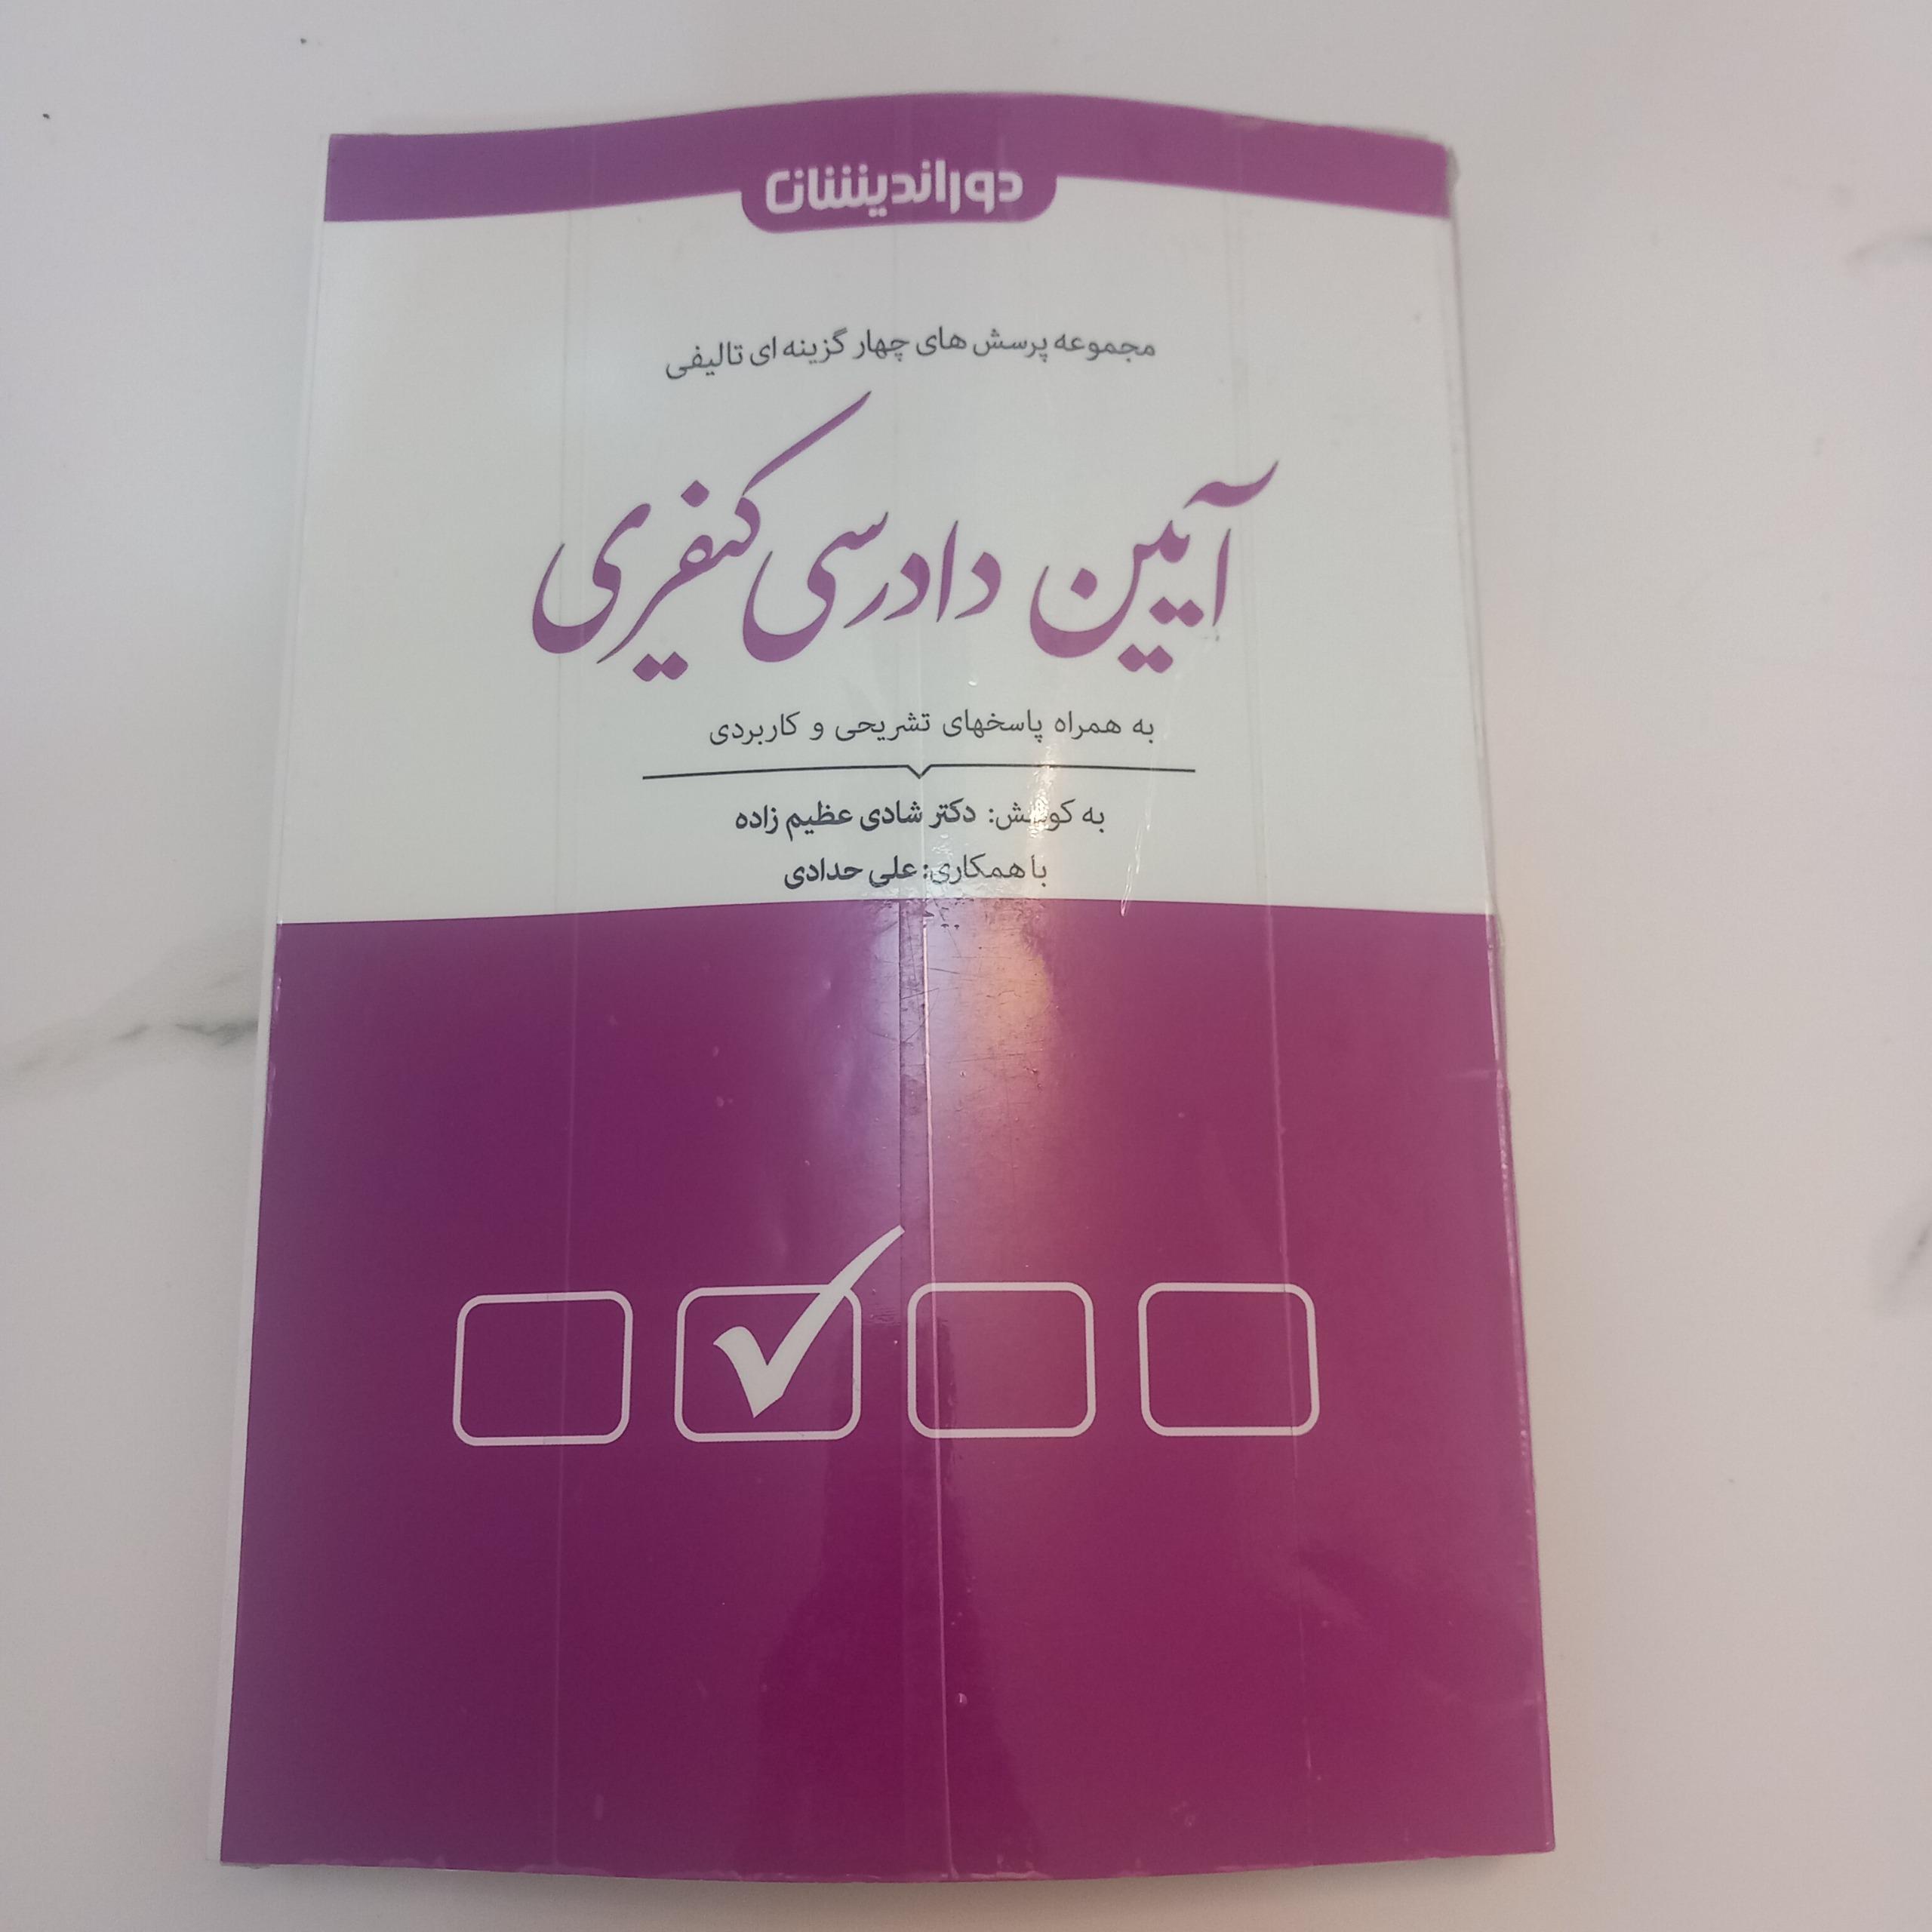 دوراندیشان
مجموعه پرسش های چهار گزینه ای تالیفی
آیین دادرسی کیفری
به همراه پاسخهای تشریحی و کاربردی
به کوشش: دکتر شادی عظیم زاده
با همکاری: علی حدادی